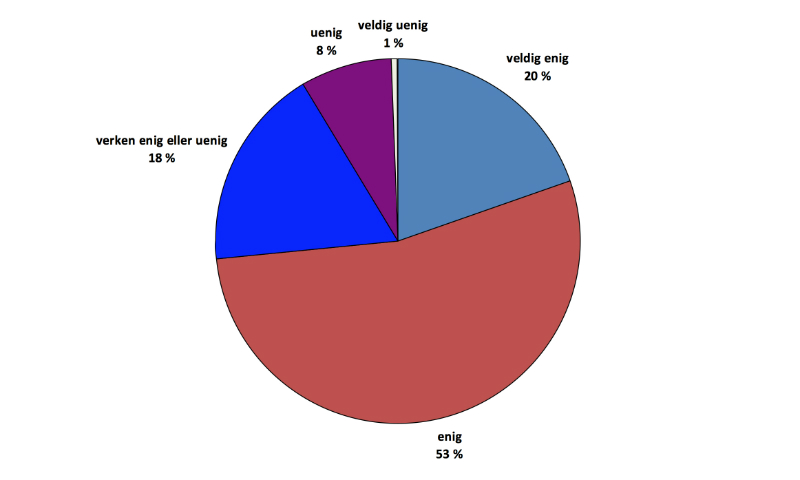 veldig uenig
1 %
uenig
8 %
veldig enig
20 %
verken enig eller uenig
18 %
enig
53 %